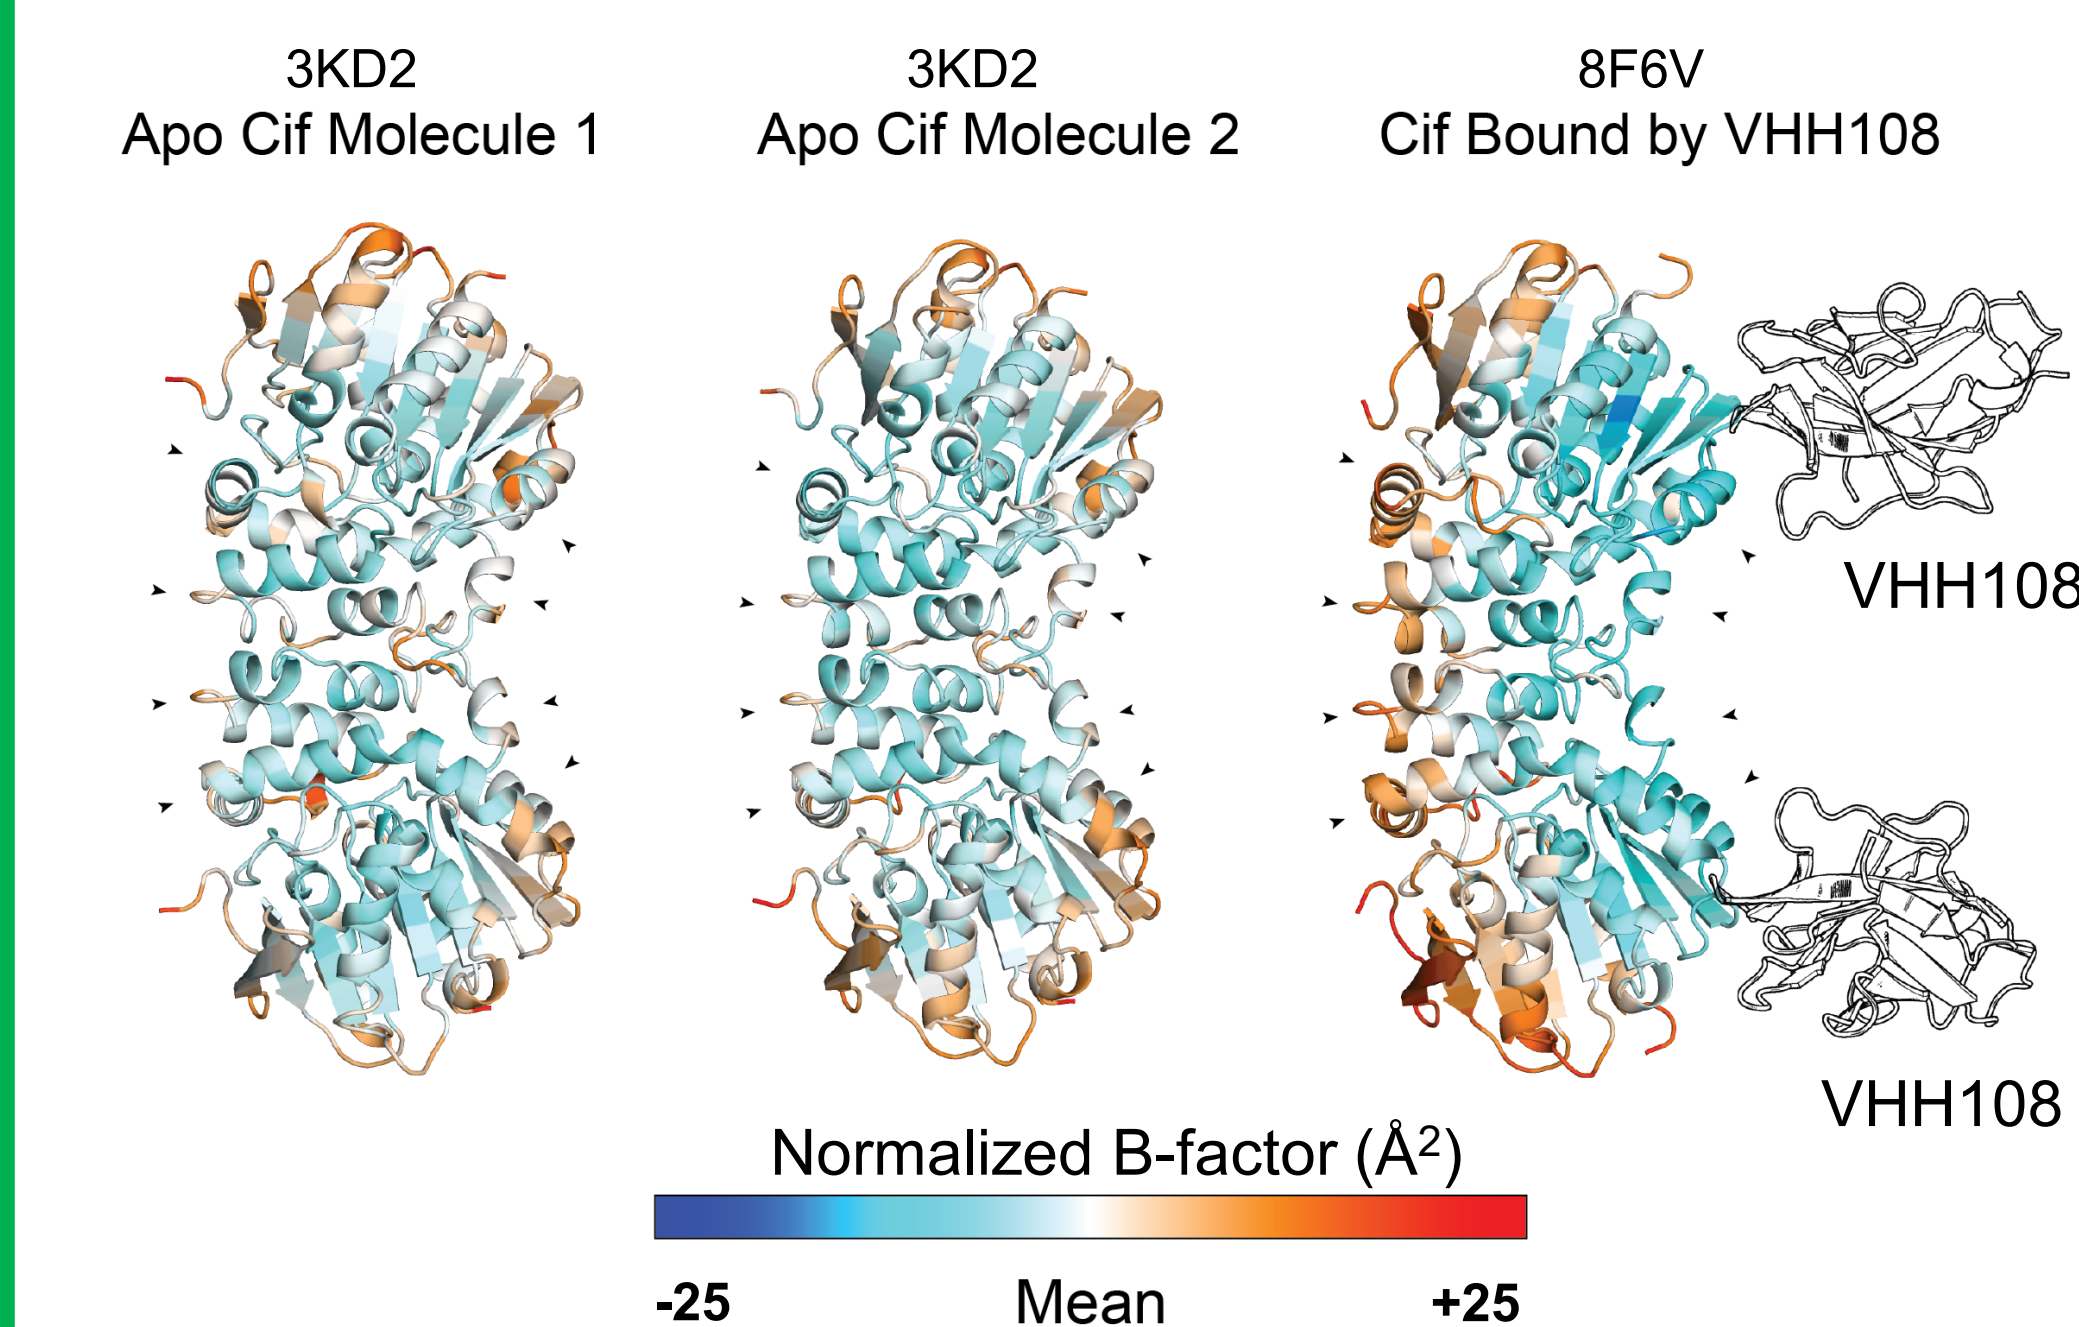 3KD2
Apo Cif Molecule 1
3KD2
Apo Cif Molecule 2
8F6V
Cif Bound by VHH108
VHH108
VHH108
Normalized B-factor (Å²)
-25 Mean +25